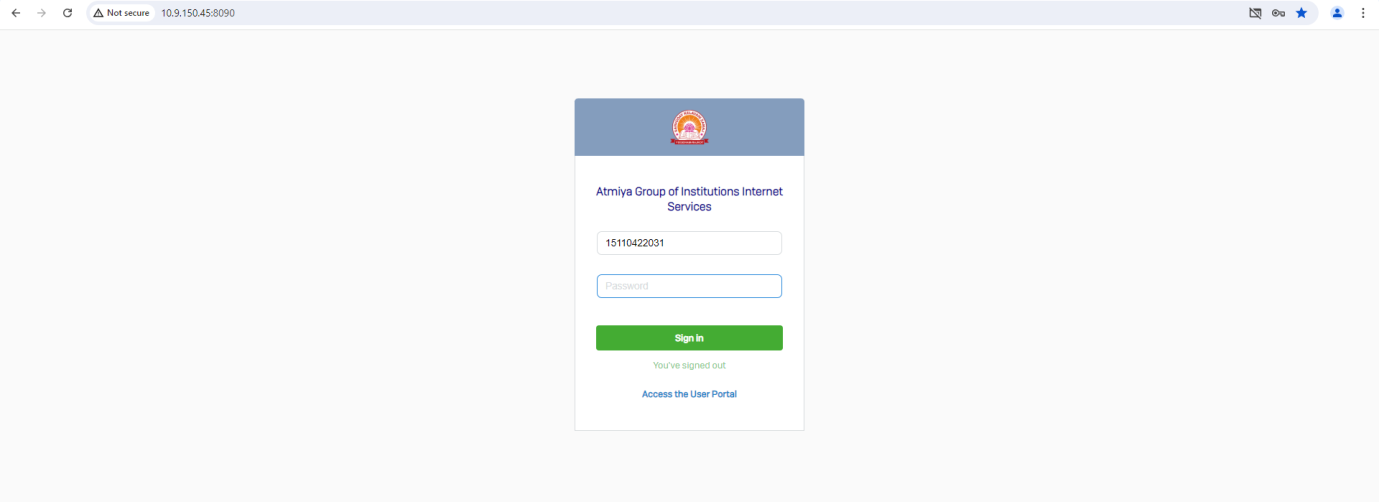 Not secure 10.9.150.45:8090
Atmiya Group of Institutions Internet
Services
15110422031
Password
Sign in
You've signed out
Access the User Portal